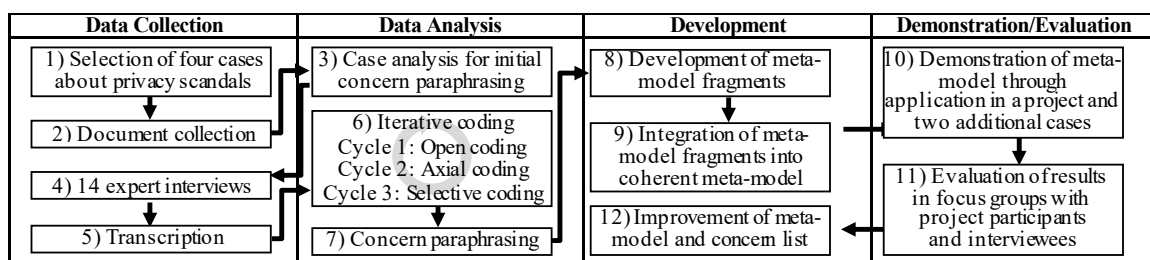 Data Collection
Data Analysis
Development
Demonstration/Evaluation
1) Selection of four cases
about privacy scandals
2) Document collection
3) Case analysis for initial
concern paraphrasing
4) 14 expert interviews
5) Transcription
6) Iterative coding
Cycle 1: Open coding
Cycle 2: Axial coding
Cycle 3: Selective coding
7) Concern paraphrasing
8) Development of meta-
model fragments
9) Integration of meta-
model fragments into
coherent meta-model
12) Improvement of meta-
model and concern list
10) Demonstration of meta-
model through
application in a project and
two additional cases
11) Evaluation of results
in focus groups with
project participants
and interviewees